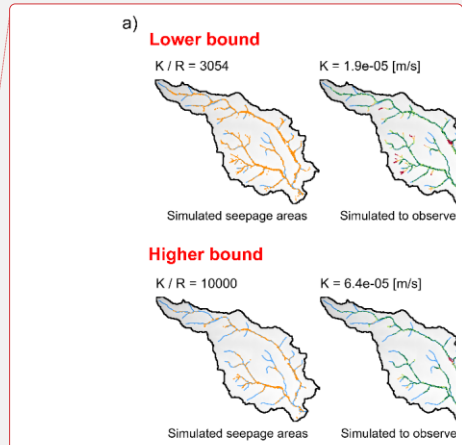 a)
Lower bound
K / R = 3054
K = 1.9e-05 [m/s]
Simulated seepage areas
Simulated to observe
Higher bound
K / R = 10000
K = 6.4e-05 [m/s]
Simulated seepage areas
Simulated to observe